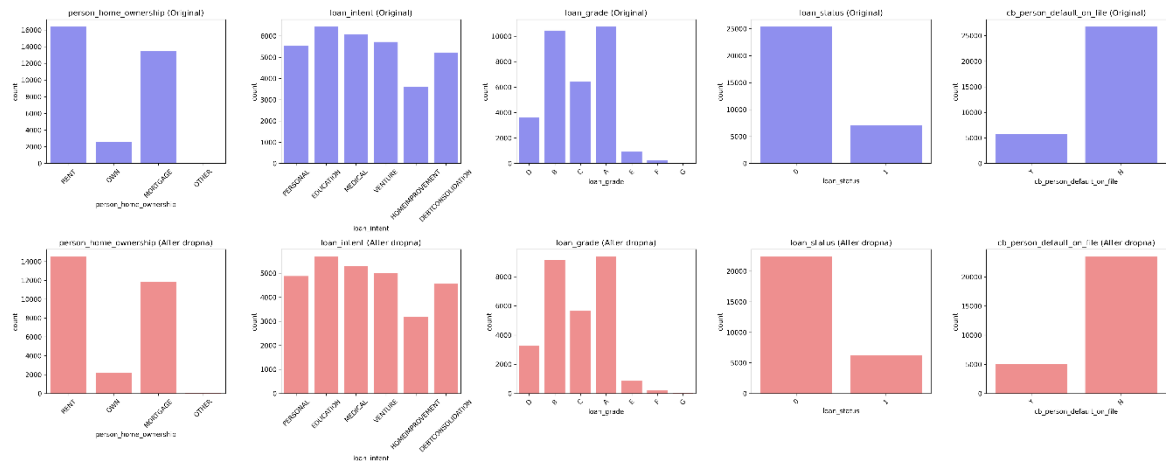 person_home_ownership (Original)
count
16000
14000
12000
10000
8000
6000
4000
2000
0
RENT
OWN
MORTGAGE
OTHER
person_home_ownership
loan_intent (Original)
count
6000
5000
4000
3000
2000
1000
0
PERSONAL
EDUCATION
MEDICAL
VENTURE
HOMEIMPROVEMENT
DEBTCONSOLIDATION
loan_intent
loan_grade (Original)
count
10000
8000
6000
4000
2000
0
D
B
C
A
E
F
G
loan_grade
loan_status (Original)
count
25000
20000
15000
10000
5000
0
0
1
loan_status
cb_person_default_on_file (Original)
count
25000
20000
15000
10000
5000
0
Y
N
cb_person_default_on_file
person_home_ownership (After dropna)
count
14000
12000
10000
8000
6000
4000
2000
0
RENT
OWN
MORTGAGE
OTHER
person_home_ownership
loan_intent (After dropna)
count
5000
4000
3000
2000
1000
0
PERSONAL
EDUCATION
MEDICAL
VENTURE
HOMEIMPROVEMENT
DEBTCONSOLIDATION
loan_intent
loan_grade (After dropna)
count
8000
6000
4000
2000
0
D
B
C
A
E
F
G
loan_grade
loan_status (After dropna)
count
20000
15000
10000
5000
0
0
1
loan_status
cb_person_default_on_file (After dropna)
count
20000
15000
10000
5000
0
Y
N
cb_person_default_on_file